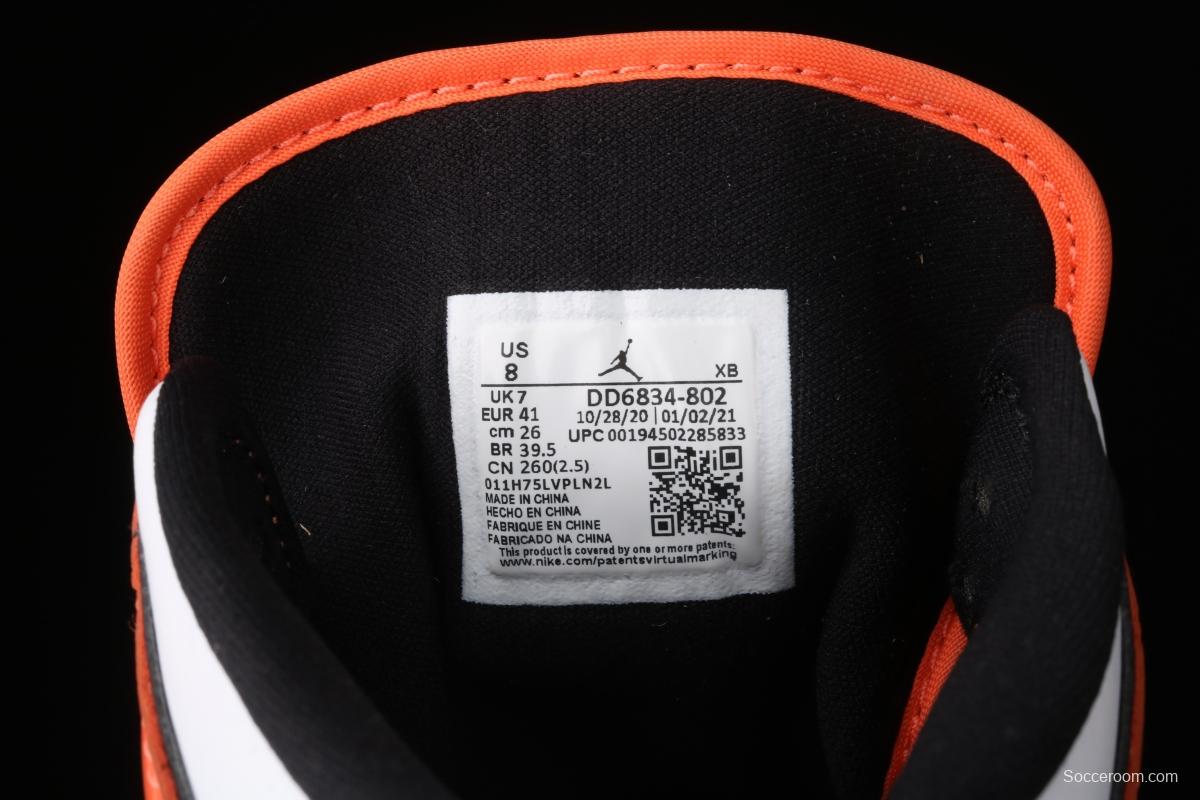 US
8 XB
UK 7 DD6834-802
EUR 41 10/28/20 | 01/02/21
cm 26 UPC 00194502285833
BR 39.5
CN 260(2.5)
011H75LVPLN2L
MADE IN CHINA
HECHO EN CHINA
FABRIQUE EN CHINE
FABRICADO NA CHINA
This product is covered by one or more patents:
www.nike.com/patentsvirtualmarking
Socceroom.com